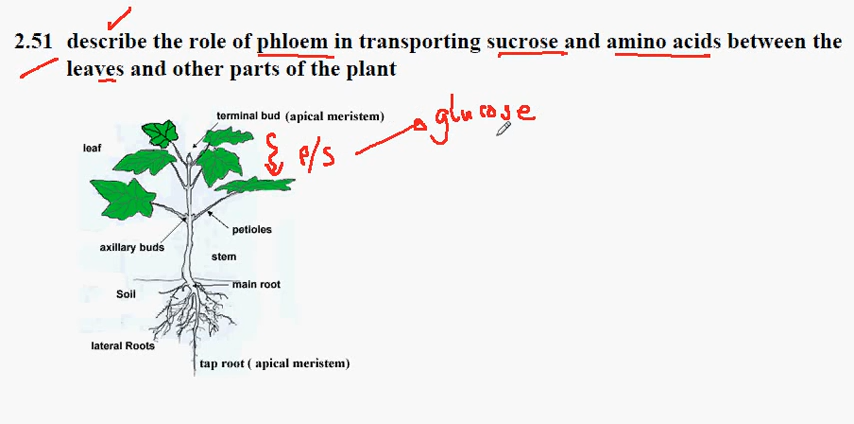 2.51 describe the role of phloem in transporting sucrose and amino acids between the
leaves and other parts of the plant
terminal bud (apical meristem)
glucose
leaf
P/S
petioles
axillary buds
stem
main root
Soil
lateral Roots
tap root ( apical meristem)